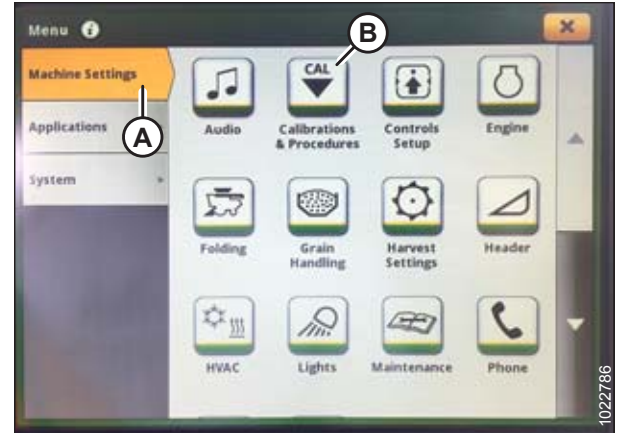 Menu
B
Machine Settings
A
Applications
System
CAL
Audio
Calibrations
& Procedures
Controls
Setup
Engine
Folding
Grain
Handling
Harvest
Settings
Header
HVAC
Lights
Maintenance
Phone
1022786